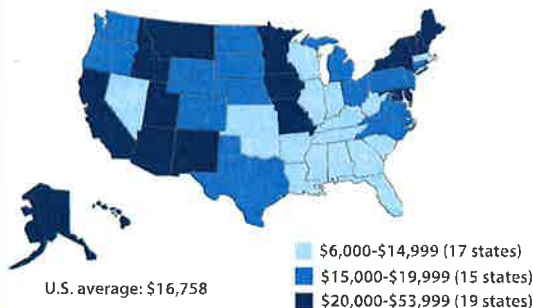 $6,000-$14,999 (17 states)
$15,000-$19,999 (15 states)
$20,000-$53,999 (19 states)
U.S. average: $16,758